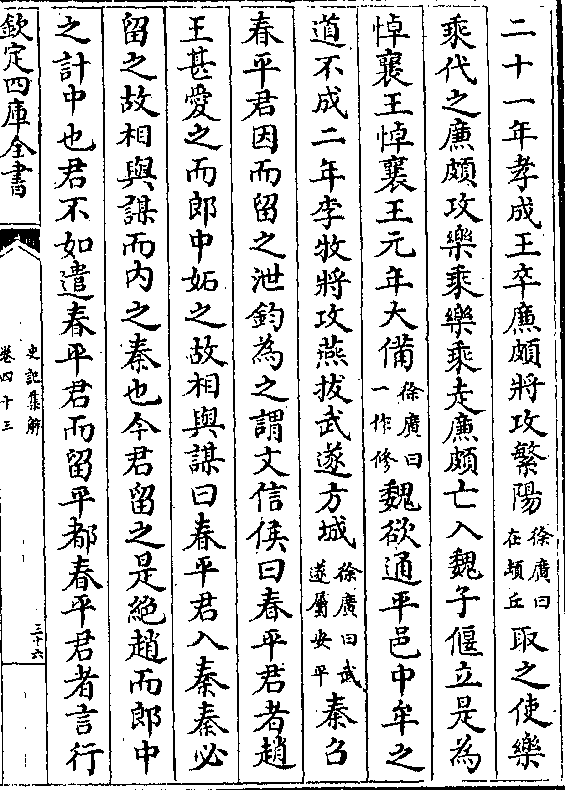 二十一年孝成王卒廉頗將攻繁陽徐廣曰在頓丘取之使樂
乘代之廉頗攻樂乘樂乘走廉頗亡入魏子偃立是為
悼襄王悼襄王元年大備徐廣曰一作修魏欲通平邑中牟之
道不成二年李牧將攻燕拔武遂方城徐廣曰武遂屬安平秦召
春平君因而留之泄鈞為之謂文信侯曰春平君者趙
王甚愛之而郎中妬之故相與謀曰春平君入秦秦必
留之故相與謀而内之秦也今君留之是絶趙而郎中
之計中也君不如遣春平君而留平都春平君者言行
欽定四庫全書
史記集解
卷四十三
三十六